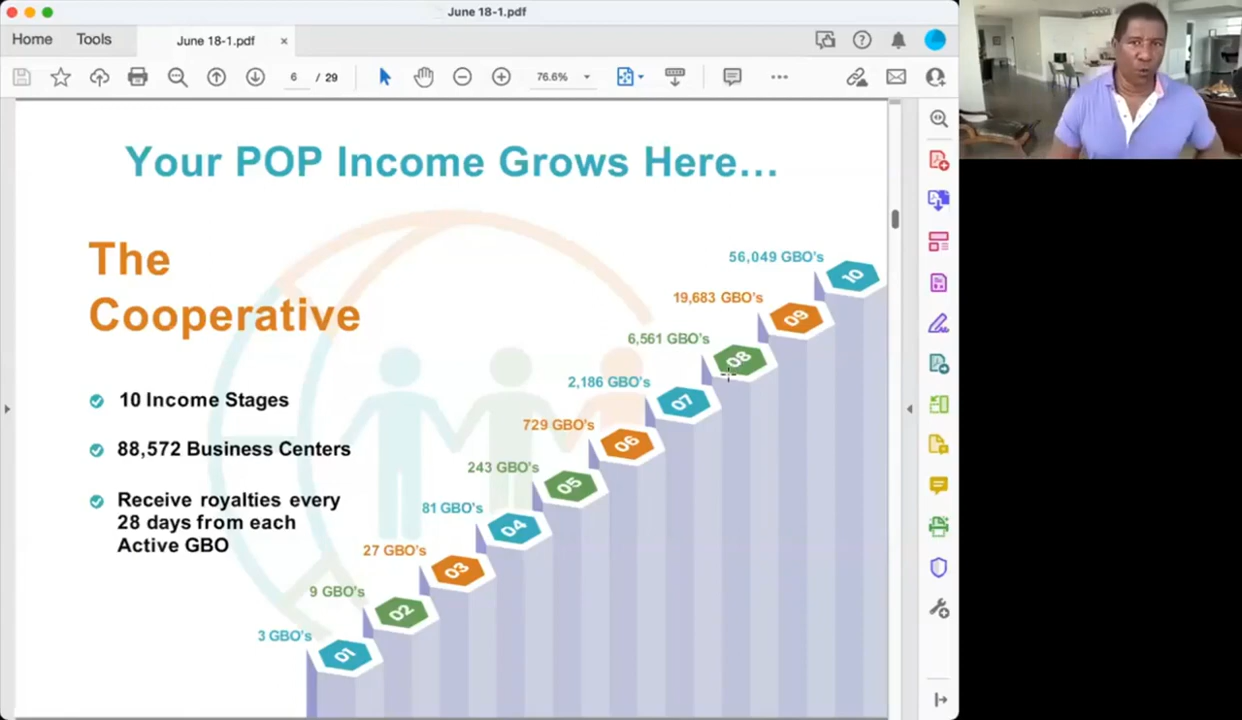 June 18-1.pdf
Home Tools June 18-1.pdf
6 / 29 76.6%
Your POP Income Grows Here...
The
Cooperative
10 Income Stages
88,572 Business Centers
Receive royalties every
28 days from each
Active GBO
56,049 GBO's
10
19,683 GBO's
09
6,561 GBO's
08
2,186 GBO's
07
729 GBO's
06
243 GBO's
05
81 GBO's
04
27 GBO's
03
9 GBO's
02
3 GBO's
01